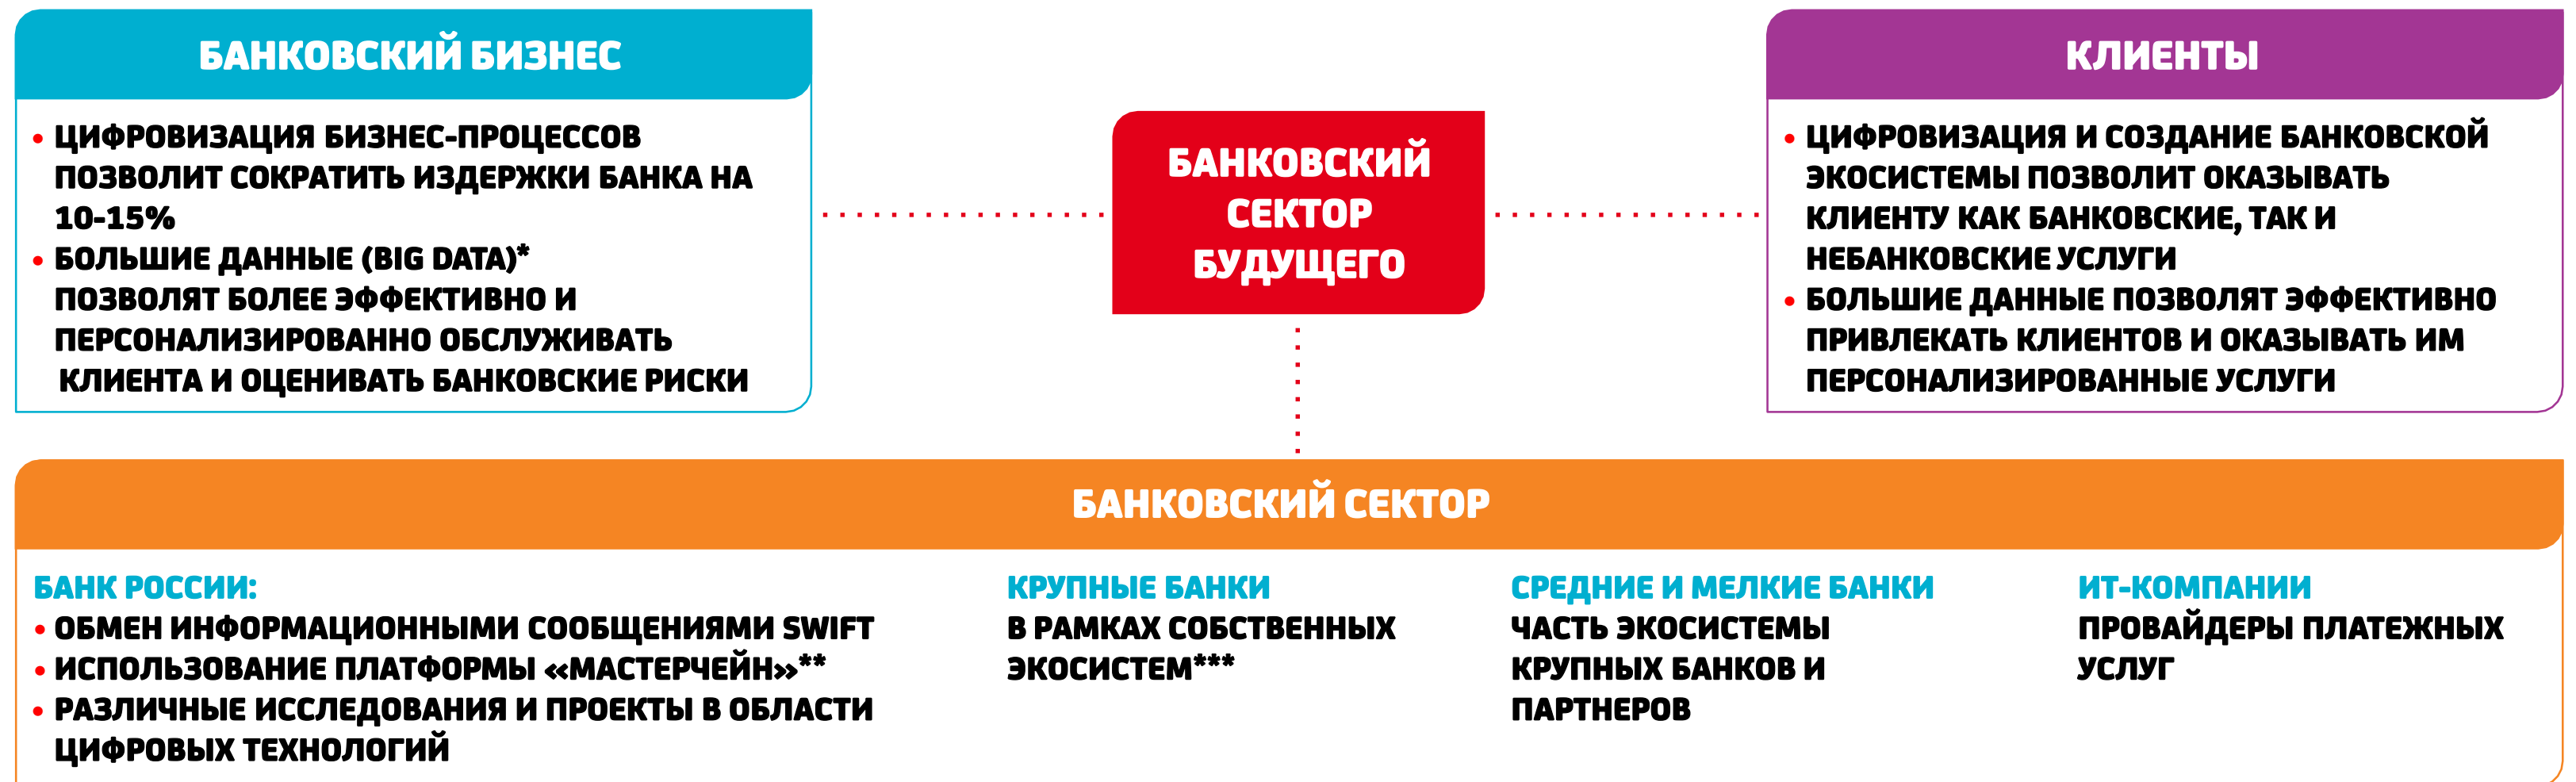 БАНКОВСКИЙ БИЗНЕС
• ЦИФРОВИЗАЦИЯ БИЗНЕС-ПРОЦЕССОВ
ПОЗВОЛИТ СОКРАТИТЬ ИЗДЕРЖКИ БАНКА НА
10-15%
• БОЛЬШИЕ ДАННЫЕ (BIG DATA)*
ПОЗВОЛЯТ БОЛЕЕ ЭФФЕКТИВНО И
ПЕРСОНАЛИЗИРОВАННО ОБСЛУЖИВАТЬ
КЛИЕНТА И ОЦЕНИВАТЬ БАНКОВСКИЕ РИСКИ
БАНКОВСКИЙ
СЕКТОР
БУДУЩЕГО
КЛИЕНТЫ
• ЦИФРОВИЗАЦИЯ И СОЗДАНИЕ БАНКОВСКОЙ
ЭКОСИСТЕМЫ ПОЗВОЛИТ ОКАЗЫВАТЬ
КЛИЕНТУ КАК БАНКОВСКИЕ, ТАК И
НЕБАНКОВСКИЕ УСЛУГИ
• БОЛЬШИЕ ДАННЫЕ ПОЗВОЛЯТ ЭФФЕКТИВНО
ПРИВЛЕКАТЬ КЛИЕНТОВ И ОКАЗЫВАТЬ ИМ
ПЕРСОНАЛИЗИРОВАННЫЕ УСЛУГИ
БАНКОВСКИЙ СЕКТОР
БАНК РОССИИ:
• ОБМЕН ИНФОРМАЦИОННЫМИ СООБЩЕНИЯМИ SWIFT
• ИСПОЛЬЗОВАНИЕ ПЛАТФОРМЫ «МАСТЕРЧЕЙН»**
• РАЗЛИЧНЫЕ ИССЛЕДОВАНИЯ И ПРОЕКТЫ В ОБЛАСТИ
ЦИФРОВЫХ ТЕХНОЛОГИЙ
КРУПНЫЕ БАНКИ
В РАМКАХ СОБСТВЕННЫХ
ЭКОСИСТЕМ***
СРЕДНИЕ И МЕЛКИЕ БАНКИ
ЧАСТЬ ЭКОСИСТЕМЫ
КРУПНЫХ БАНКОВ И
ПАРТНЕРОВ
ИТ-КОМПАНИИ
ПРОВАЙДЕРЫ ПЛАТЕЖНЫХ
УСЛУГ